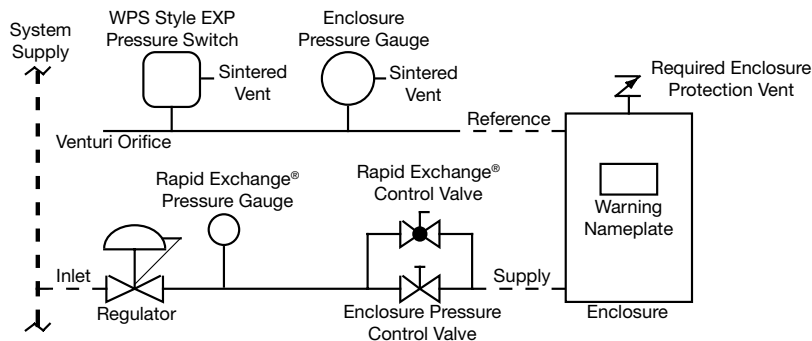 System
Supply
WPS Style EXP
Pressure Switch
Sintered
Vent
Enclosure
Pressure Gauge
Sintered
Vent
Required Enclosure
Protection Vent
Venturi Orifice
Reference
Rapid Exchange®
Pressure Gauge
Rapid Exchange®
Control Valve
Warning
Nameplate
Inlet
Regulator
Enclosure Pressure
Control Valve
Supply
Enclosure